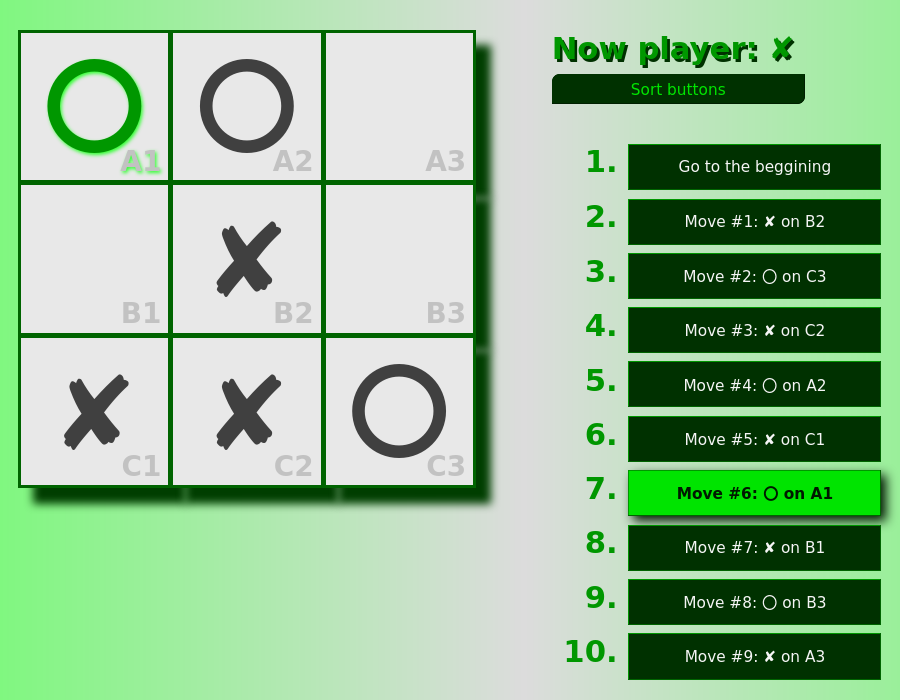 A1 A2 A3
B1 B2 B3
C1 C2 C3
Now player: ✘
Sort buttons
1. Go to the beggining
2. Move #1: ✘ on B2
3. Move #2: ◯ on C3
4. Move #3: ✘ on C2
5. Move #4: ◯ on A2
6. Move #5: ✘ on C1
7. Move #6: ◯ on A1
8. Move #7: ✘ on B1
9. Move #8: ◯ on B3
10. Move #9: ✘ on A3